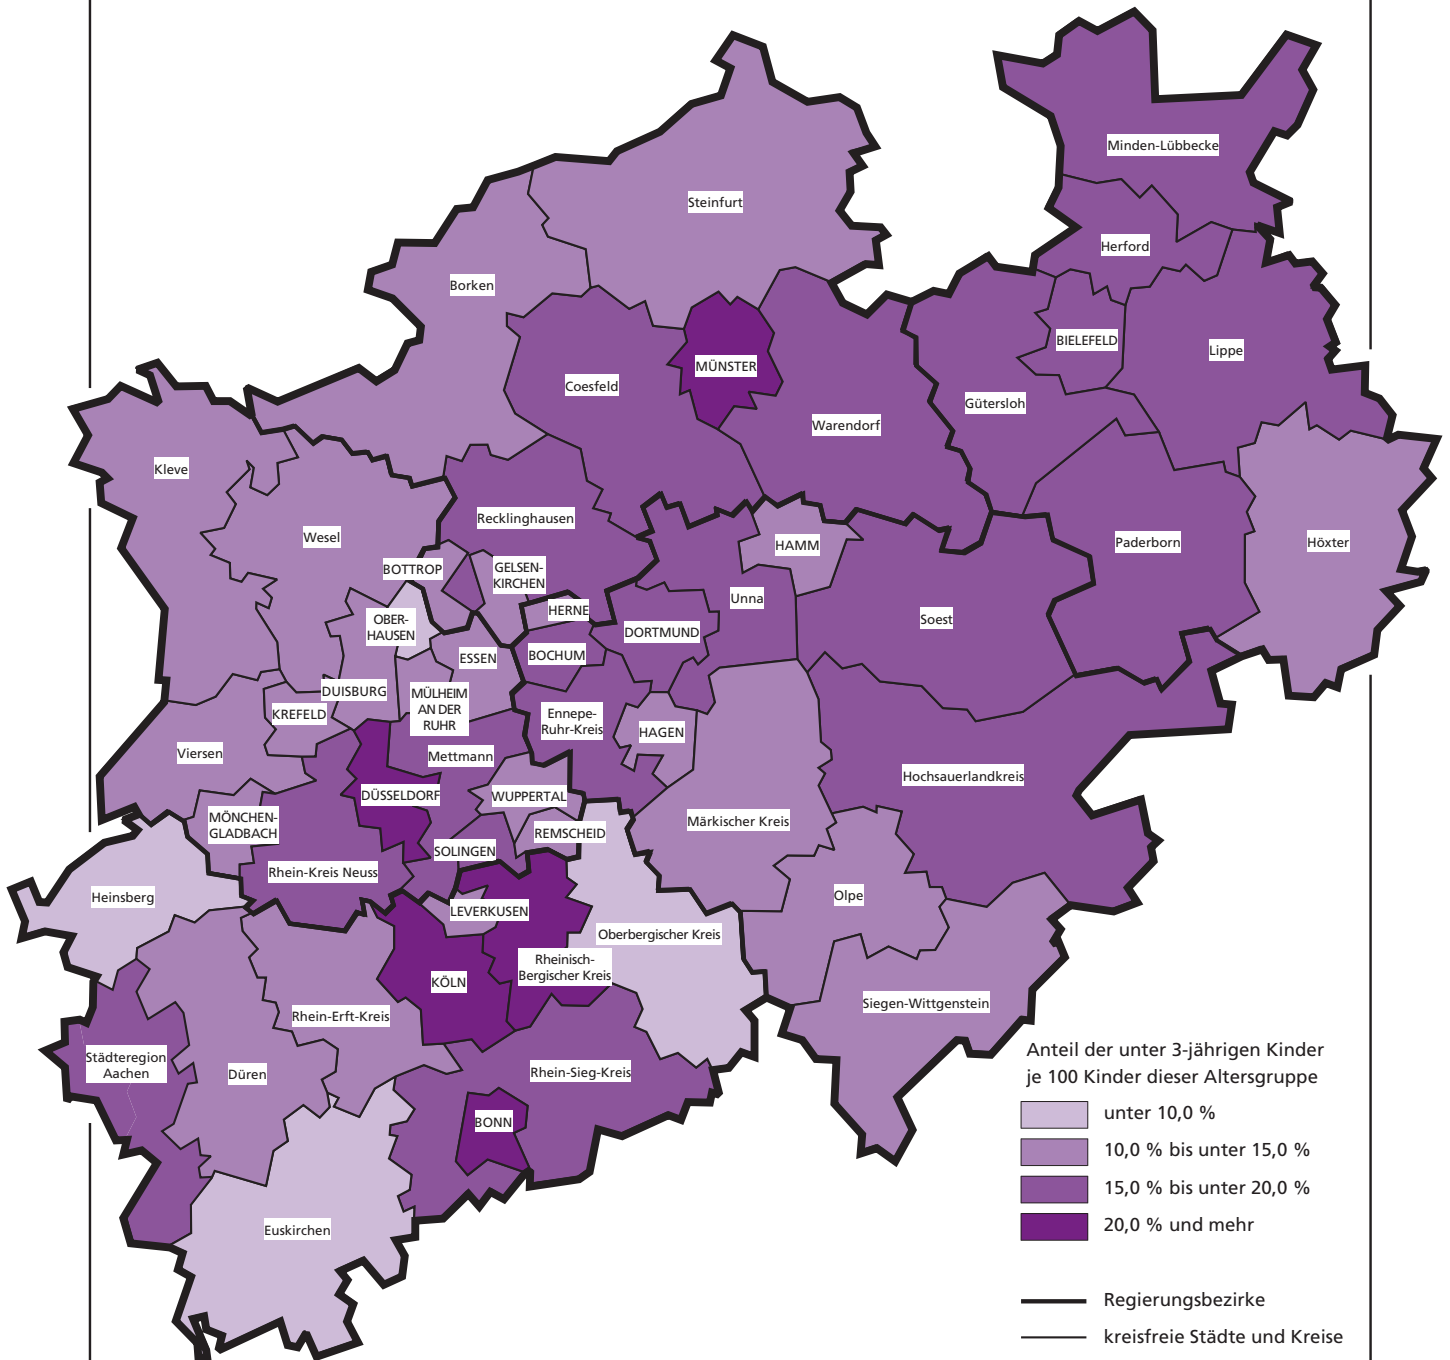 Minden-Lübbecke
Steinfurt
Herford
Borken
BIELEFELD
Lippe
MÜNSTER
Coesfeld
Gütersloh
Warendorf
Kleve
Recklinghausen
Wesel
HAMM
Paderborn
Höxter
BOTTROP
GELSEN-
KIRCHEN
Unna
HERNE
Soest
OBER-
HAUSEN
DORTMUND
ESSEN
BOCHUM
DUISBURG
MÜLHEIM
AN DER
RUHR
KREFELD
Ennepe-
Ruhr-Kreis
HAGEN
Viersen
Mettmann
Hochsauerlandkreis
DÜSSELDORF
WUPPERTAL
MÖNCHEN-
GLADBACH
Märkischer Kreis
REMSCHEID
SOLINGEN
Rhein-Kreis Neuss
Heinsberg
Olpe
LEVERKUSEN
Oberbergischer Kreis
Rheinisch-
Bergischer Kreis
KÖLN
Siegen-Wittgenstein
Rhein-Erft-Kreis
Städteregion
Aachen
Düren
Rhein-Sieg-Kreis
BONN
Euskirchen
Anteil der unter 3-jährigen Kinder
je 100 Kinder dieser Altersgruppe
unter 10,0 %
10,0 % bis unter 15,0 %
15,0 % bis unter 20,0 %
20,0 % und mehr
Regierungsbezirke
kreisfreie Städte und Kreise